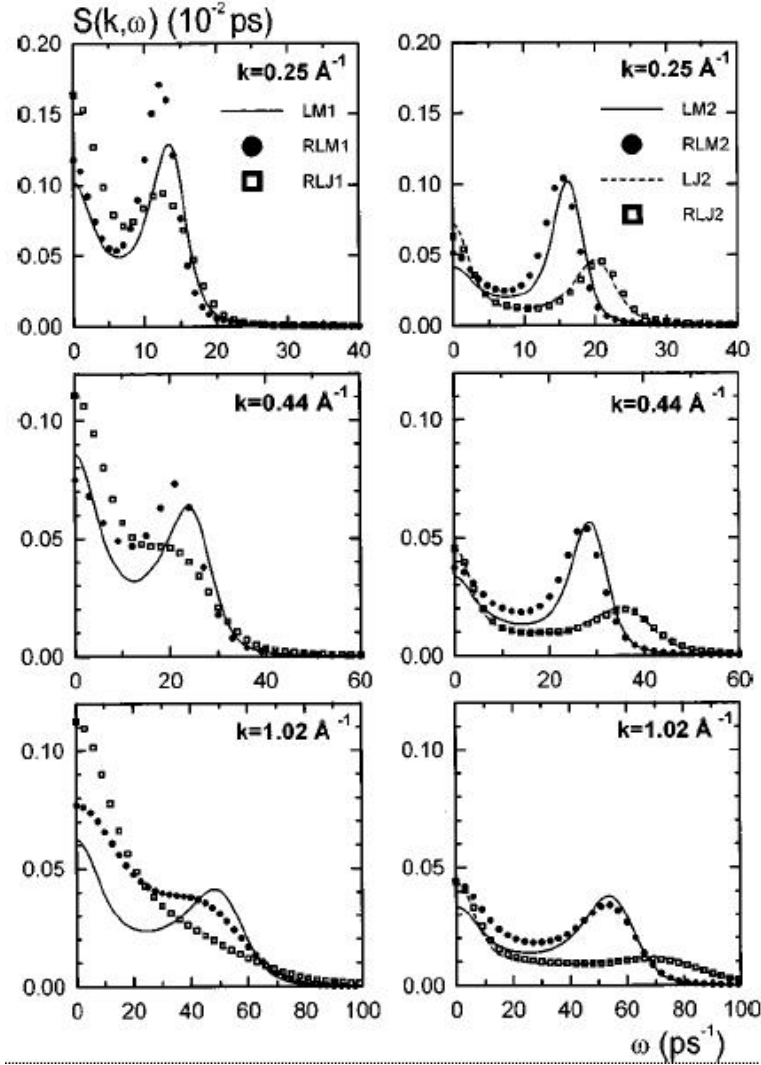 S(k,ω) (10⁻² ps)
0.20
0.15
0.10
0.05
0.00
0 10 20 30 40
k=0.25 Å⁻¹
LM1
RLM1
RLJ1
0.20
0.15
0.10
0.05
0.00
0 10 20 30 40
k=0.25 Å⁻¹
LM2
RLM2
LJ2
RLJ2
0.10
0.05
0.00
0 20 40 60
k=0.44 Å⁻¹
0.10
0.05
0.00
0 20 40 60
k=0.44 Å⁻¹
0.10
0.05
0.00
0 20 40 60 80 100
k=1.02 Å⁻¹
0.10
0.05
0.00
0 20 40 60 80 100
k=1.02 Å⁻¹
ω (ps⁻¹)